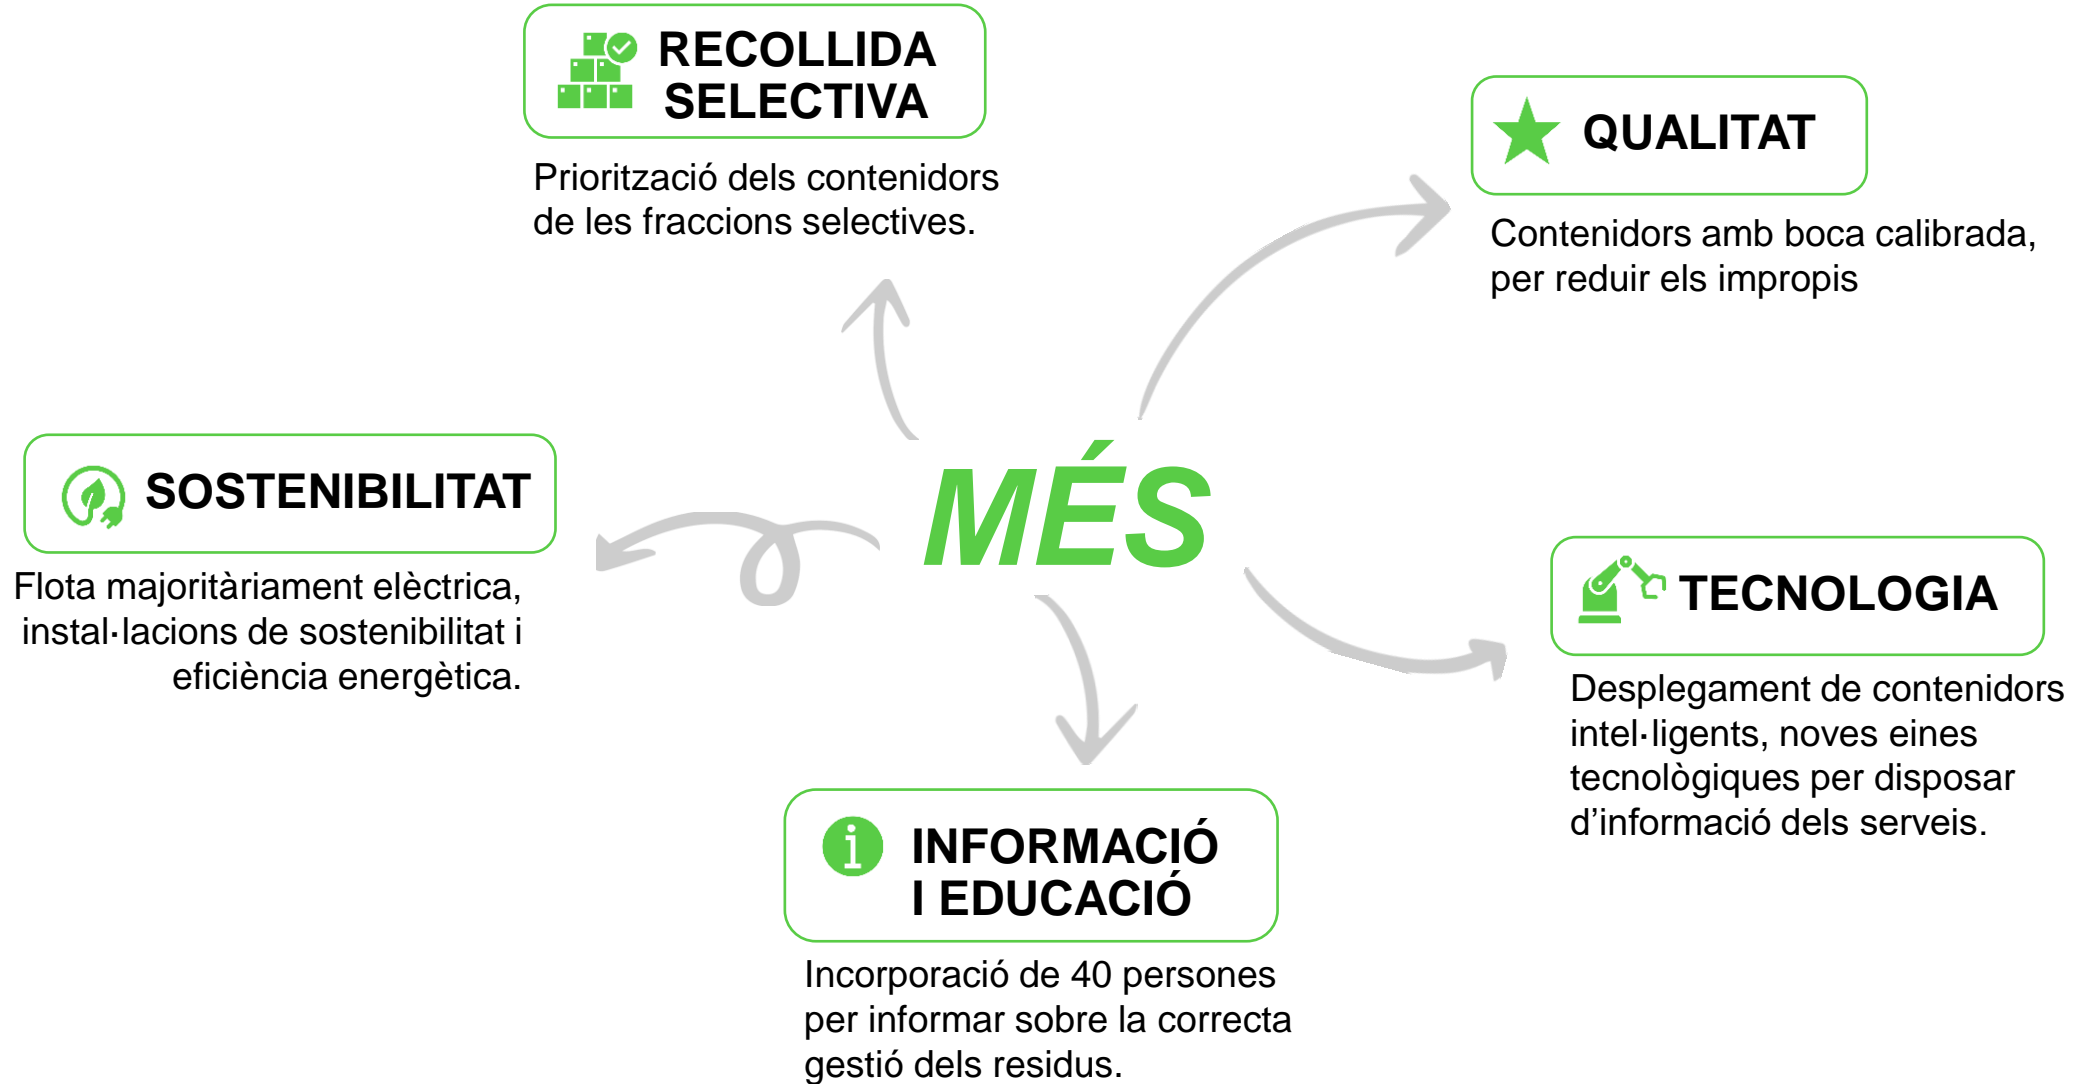 RECOLLIDA
SELECTIVA
Priorització dels contenidors
de les fraccions selectives.
QUALITAT
Contenidors amb boca calibrada,
per reduir els impropis
MÉS
SOSTENIBILITAT
Flota majoritàriament elèctrica,
instal·lacions de sostenibilitat i
eficiència energètica.
TECNOLOGIA
Desplegament de contenidors
intel·ligents, noves eines
tecnològiques per disposar
d’informació dels serveis.
INFORMACIÓ
I EDUCACIÓ
Incorporació de 40 persones
per informar sobre la correcta
gestió dels residus.